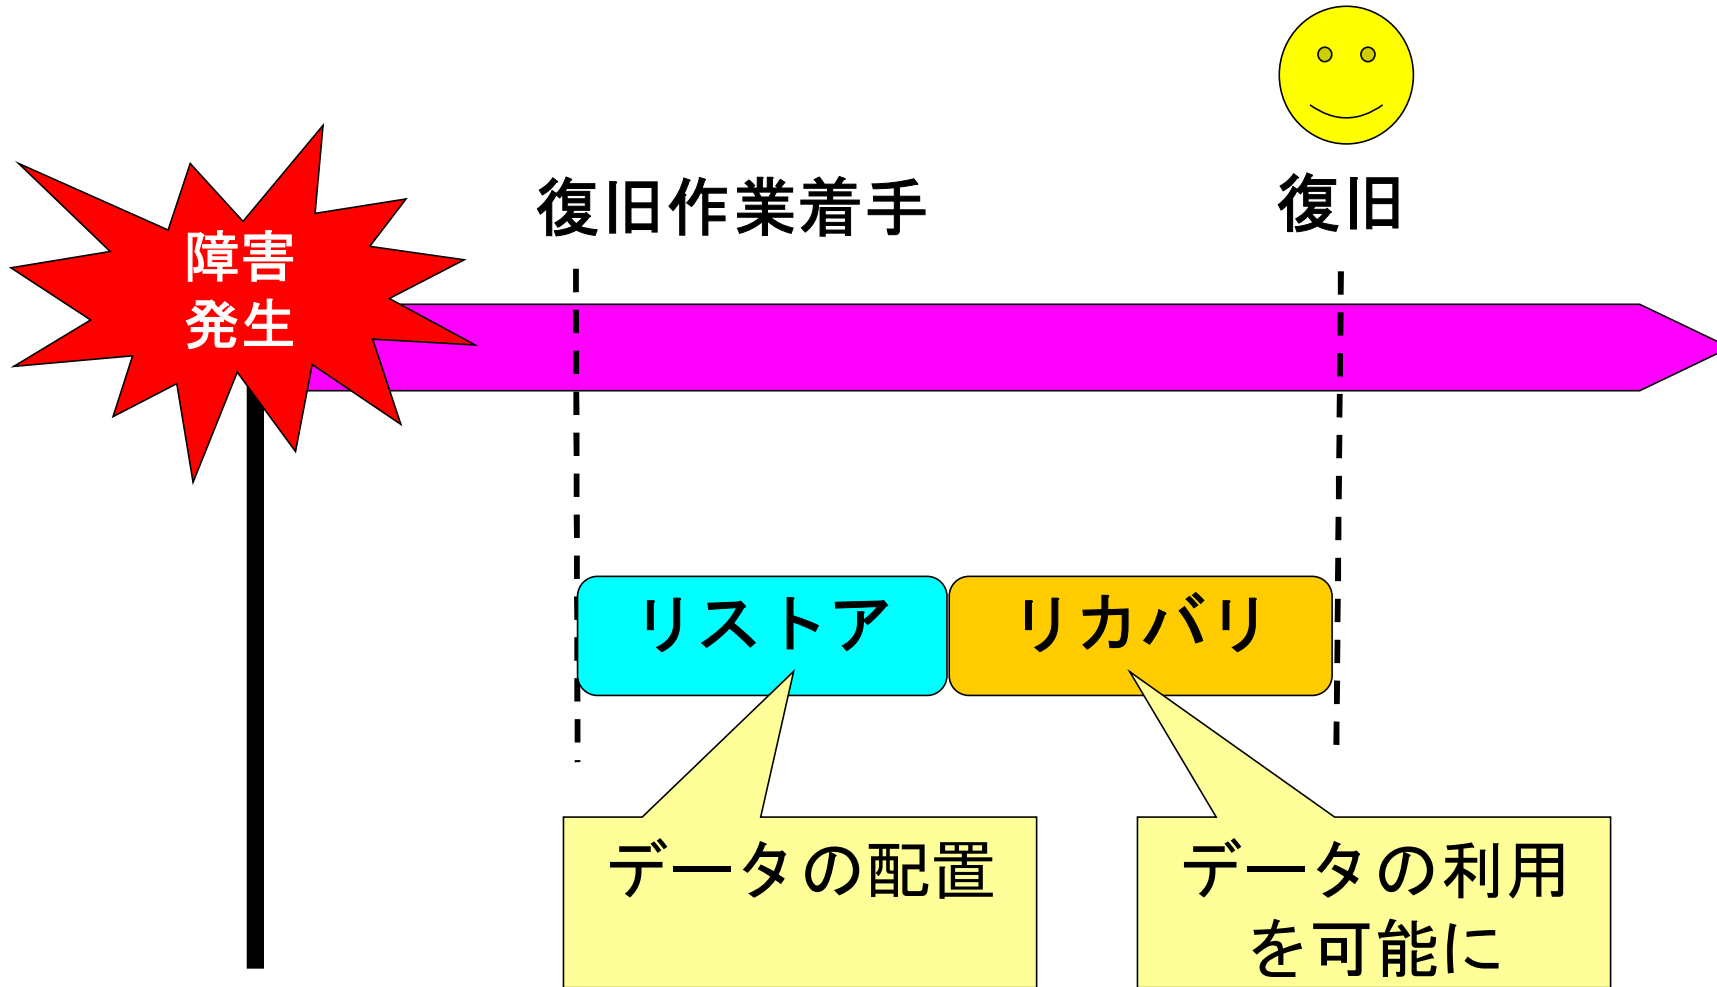 復旧作業着手
復旧
障害
発生
リストア
リカバリ
データの配置
データの利用
を可能に